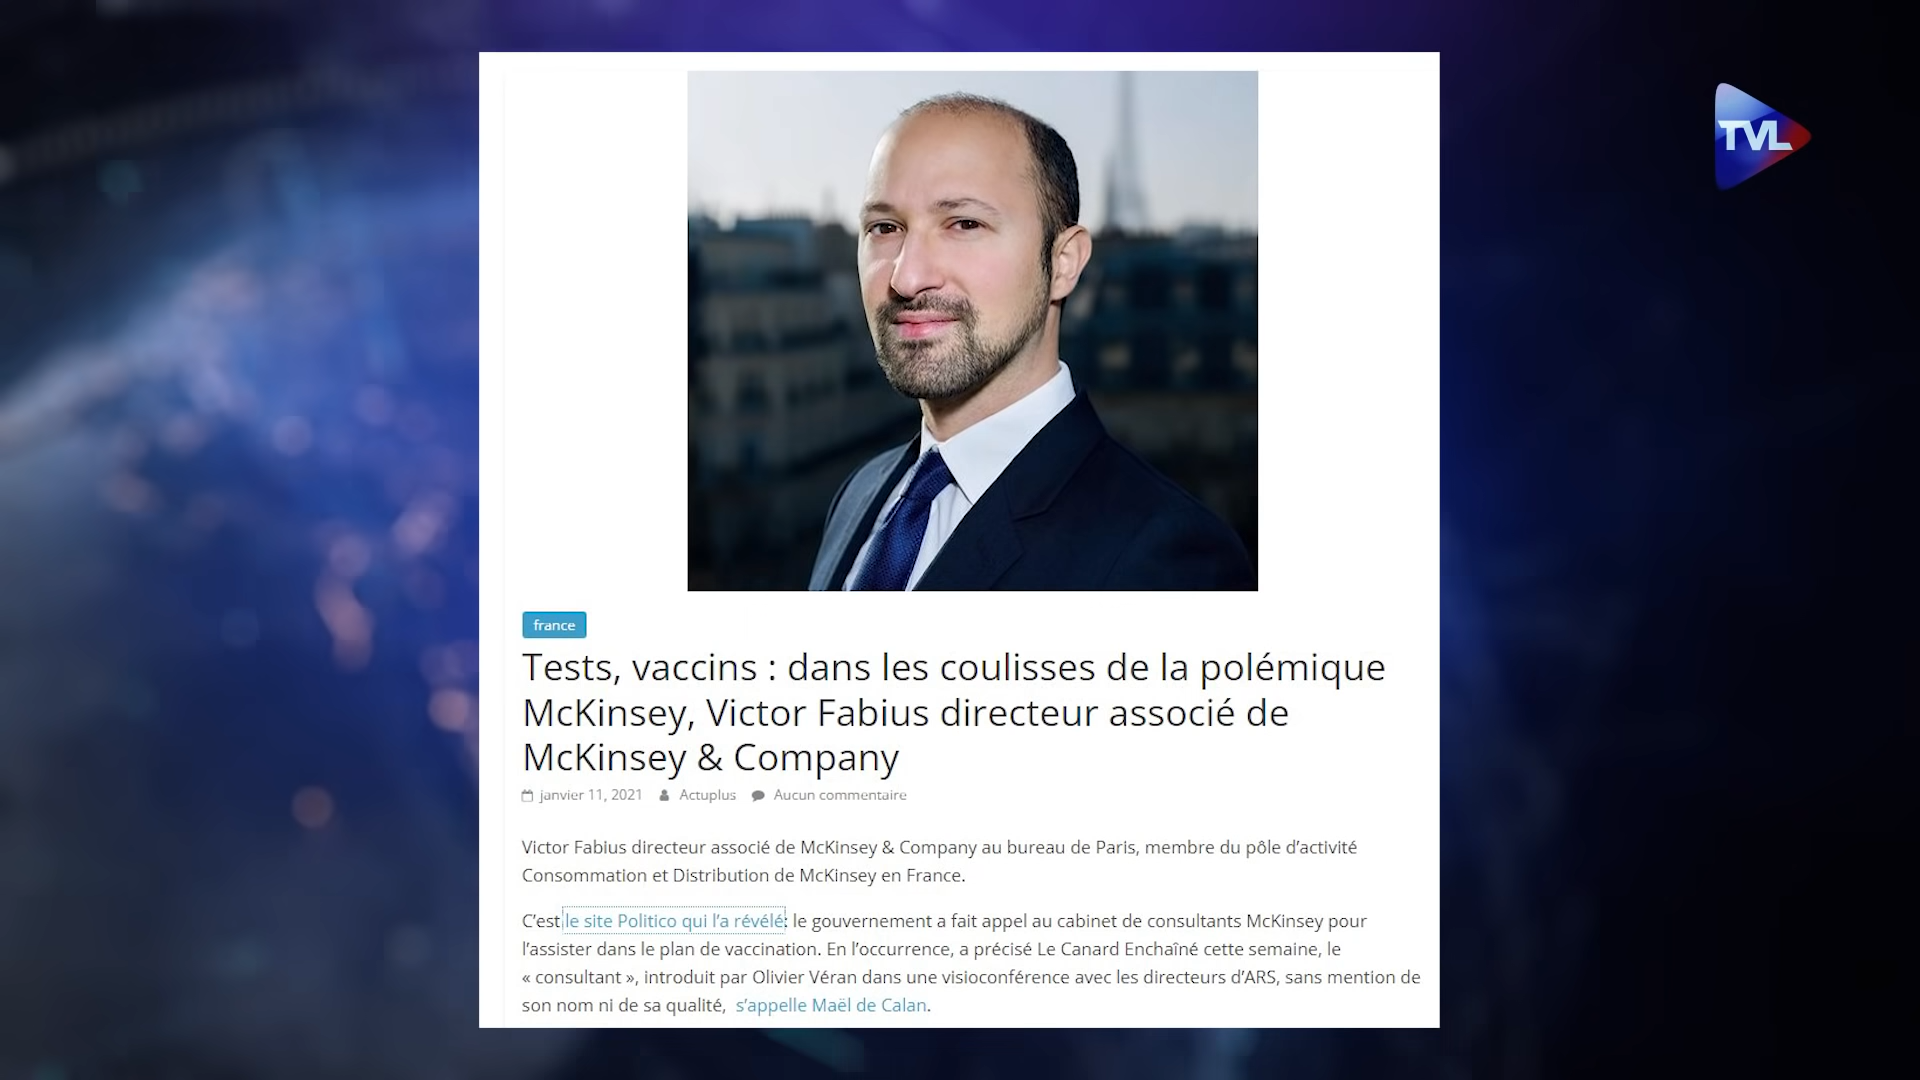 TVL
france
Tests, vaccins : dans les coulisses de la polémique
McKinsey, Victor Fabius directeur associé de
McKinsey & Company
janvier 11, 2021 Actuplus Aucun commentaire
Victor Fabius directeur associé de McKinsey & Company au bureau de Paris, membre du pôle d’activité
Consommation et Distribution de McKinsey en France.
C’est le site Politico qui l’a révélé: le gouvernement a fait appel au cabinet de consultants McKinsey pour
l’assister dans le plan de vaccination. En l’occurrence, a précisé Le Canard Enchaîné cette semaine, le
« consultant », introduit par Olivier Véran dans une visioconférence avec les directeurs d’ARS, sans mention de
son nom ni de sa qualité, s’appelle Maël de Calan.